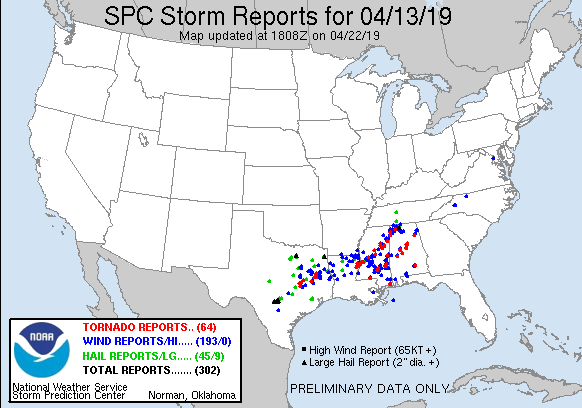 SPC Storm Reports for 04/13/19
Map updated at 1808Z on 04/22/19
NOAA
TORNADO REPORTS.. (64)
WIND REPORTS/HI..... (193/0)
HAIL REPORTS/LG..... (45/9)
TOTAL REPORTS....... (302)
National Weather Service
Storm Prediction Center Norman, Oklahoma
High Wind Report (65KT +)
Large Hail Report (2" dia. +)
PRELIMINARY DATA ONLY